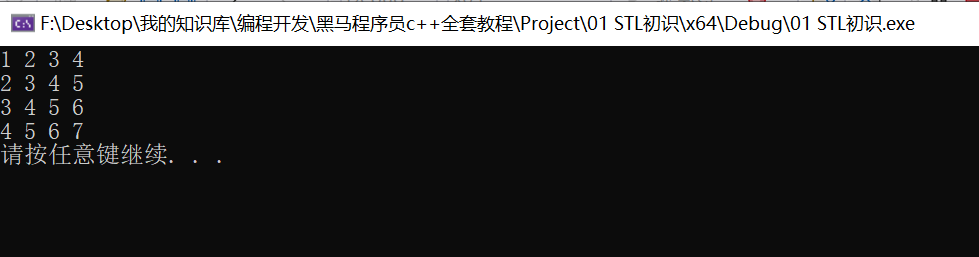 F:\Desktop\我的知识库\编程开发\黑马程序员c++全套教程\Project\01 STL初识\x64\Debug\01 STL初识.exe
1 2 3 4
2 3 4 5
3 4 5 6
4 5 6 7
请按任意键继续. . .